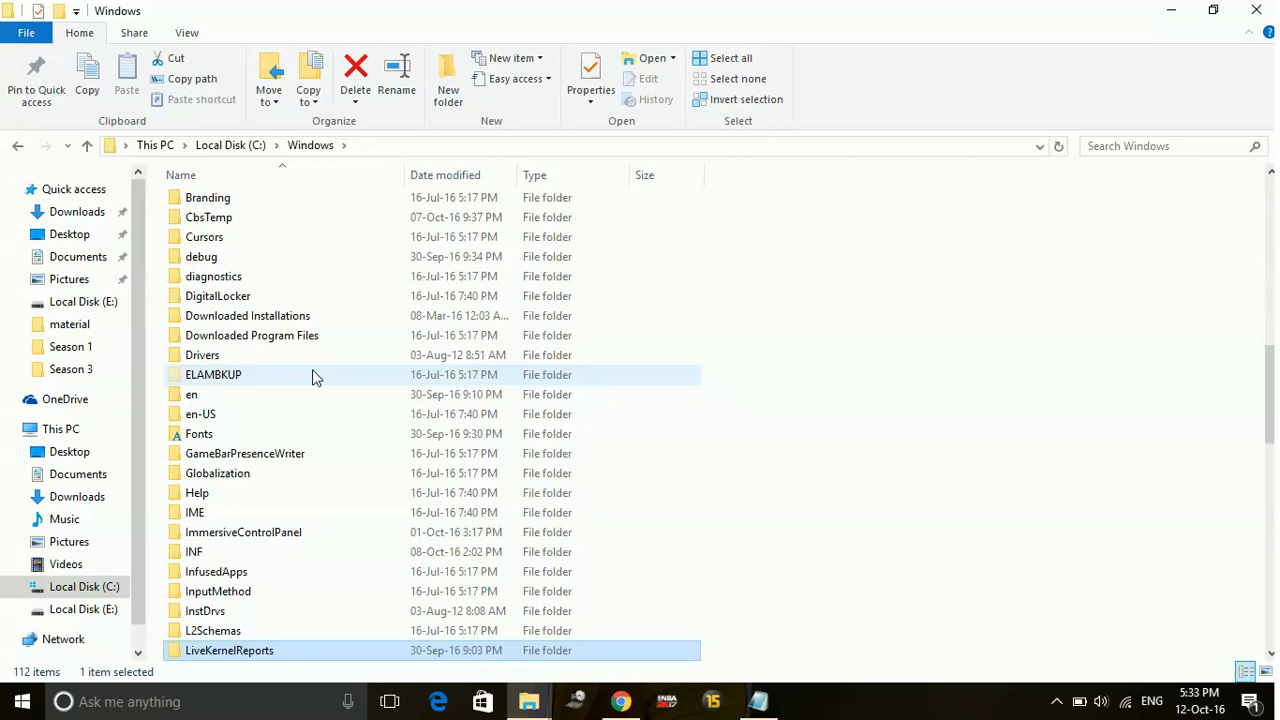 Windows
File Home Share View
Pin to Quick access
Copy
Paste
Cut
Copy path
Paste shortcut
Clipboard
Move to
Copy to
Delete
Rename
Organize
New folder
New item
Easy access
New
Properties
Open
Edit
History
Open
Select all
Select none
Invert selection
Select
This PC > Local Disk (C:) > Windows >
Search Windows
Quick access
Downloads
Desktop
Documents
Pictures
Local Disk (E:)
material
Season 1
Season 3
OneDrive
This PC
Desktop
Documents
Downloads
Music
Pictures
Videos
Local Disk (C:)
Local Disk (E:)
Network
Name Date modified Type Size
Branding 16-Jul-16 5:17 PM File folder
CbsTemp 07-Oct-16 9:37 PM File folder
Cursors 16-Jul-16 5:17 PM File folder
debug 30-Sep-16 9:34 PM File folder
diagnostics 16-Jul-16 5:17 PM File folder
DigitalLocker 16-Jul-16 7:40 PM File folder
Downloaded Installations 08-Mar-16 12:03 A... File folder
Downloaded Program Files 16-Jul-16 5:17 PM File folder
Drivers 03-Aug-12 8:51 AM File folder
ELAMBKUP 16-Jul-16 5:17 PM File folder
en 30-Sep-16 9:10 PM File folder
en-US 16-Jul-16 7:40 PM File folder
Fonts 30-Sep-16 9:30 PM File folder
GameBarPresenceWriter 16-Jul-16 5:17 PM File folder
Globalization 16-Jul-16 5:17 PM File folder
Help 16-Jul-16 7:40 PM File folder
IME 16-Jul-16 7:40 PM File folder
ImmersiveControlPanel 01-Oct-16 3:17 PM File folder
INF 08-Oct-16 2:02 PM File folder
InfusedApps 16-Jul-16 5:17 PM File folder
InputMethod 16-Jul-16 5:17 PM File folder
InstDrvs 03-Aug-12 8:08 AM File folder
L2Schemas 16-Jul-16 5:17 PM File folder
LiveKernelReports 30-Sep-16 9:03 PM File folder
112 items 1 item selected
Ask me anything
NBA
15
ENG
5:33 PM
12-Oct-16
1